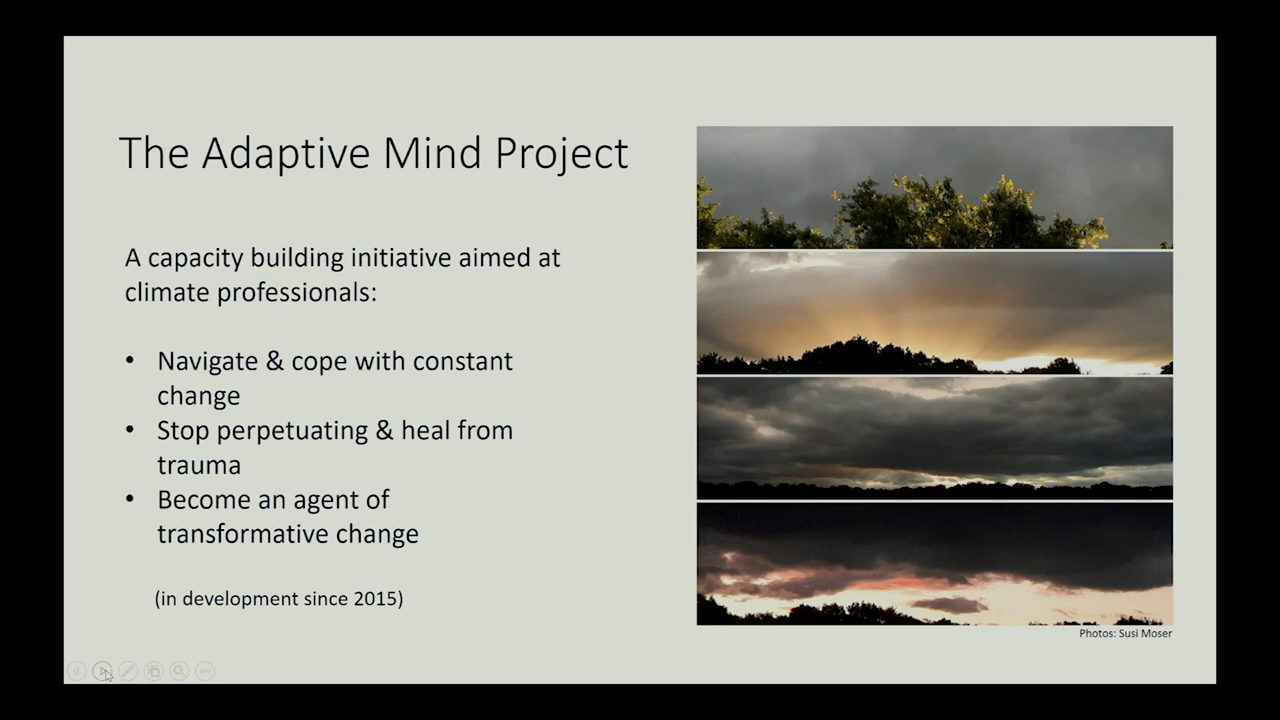 The Adaptive Mind Project
A capacity building initiative aimed at
climate professionals:
• Navigate & cope with constant
change
• Stop perpetuating & heal from
trauma
• Become an agent of
transformative change
(in development since 2015)
Photos: Susi Moser